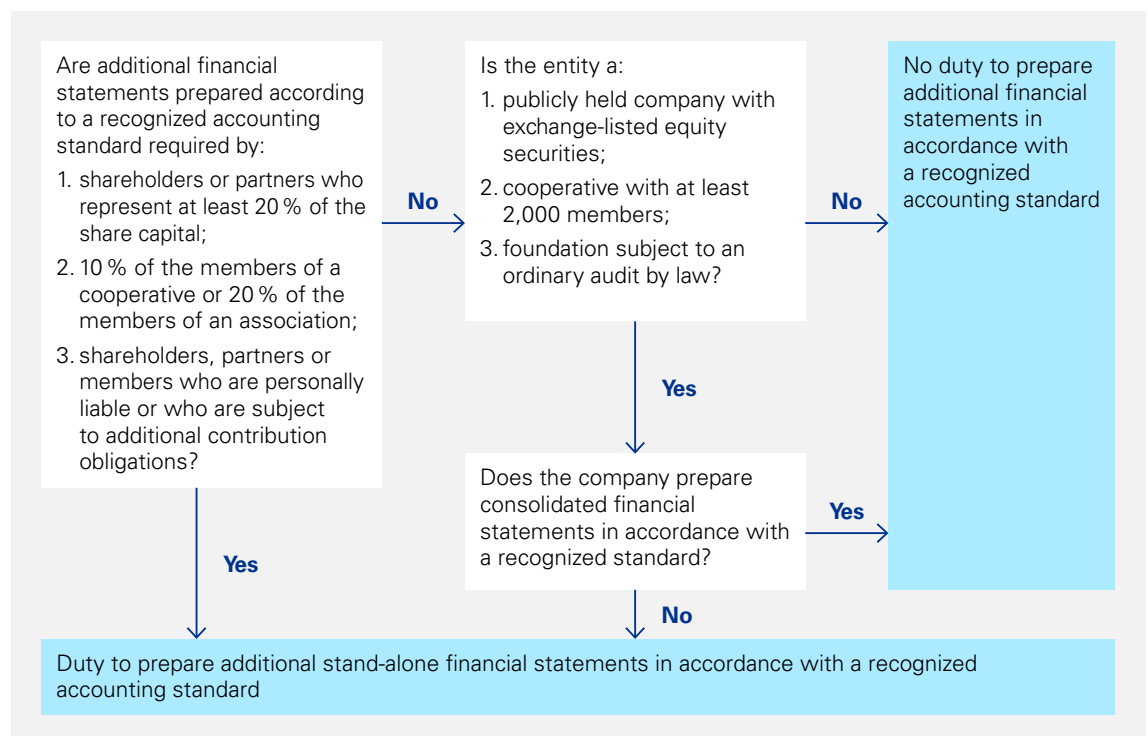 Are additional financial
statements prepared according
to a recognized accounting
standard required by:
1. shareholders or partners who
represent at least 20 % of the
share capital;
2. 10 % of the members of a
cooperative or 20 % of the
members of an association;
3. shareholders, partners or
members who are personally
liable or who are subject
to additional contribution
obligations?
No
Is the entity a:
1. publicly held company with
exchange-listed equity
securities;
2. cooperative with at least
2,000 members;
3. foundation subject to an
ordinary audit by law?
No
No duty to prepare
additional financial
statements in
accordance with
a recognized
accounting standard
Yes
Does the company prepare
consolidated financial
statements in accordance with
a recognized standard?
Yes
Yes
No
Duty to prepare additional stand-alone financial statements in accordance with a recognized
accounting standard